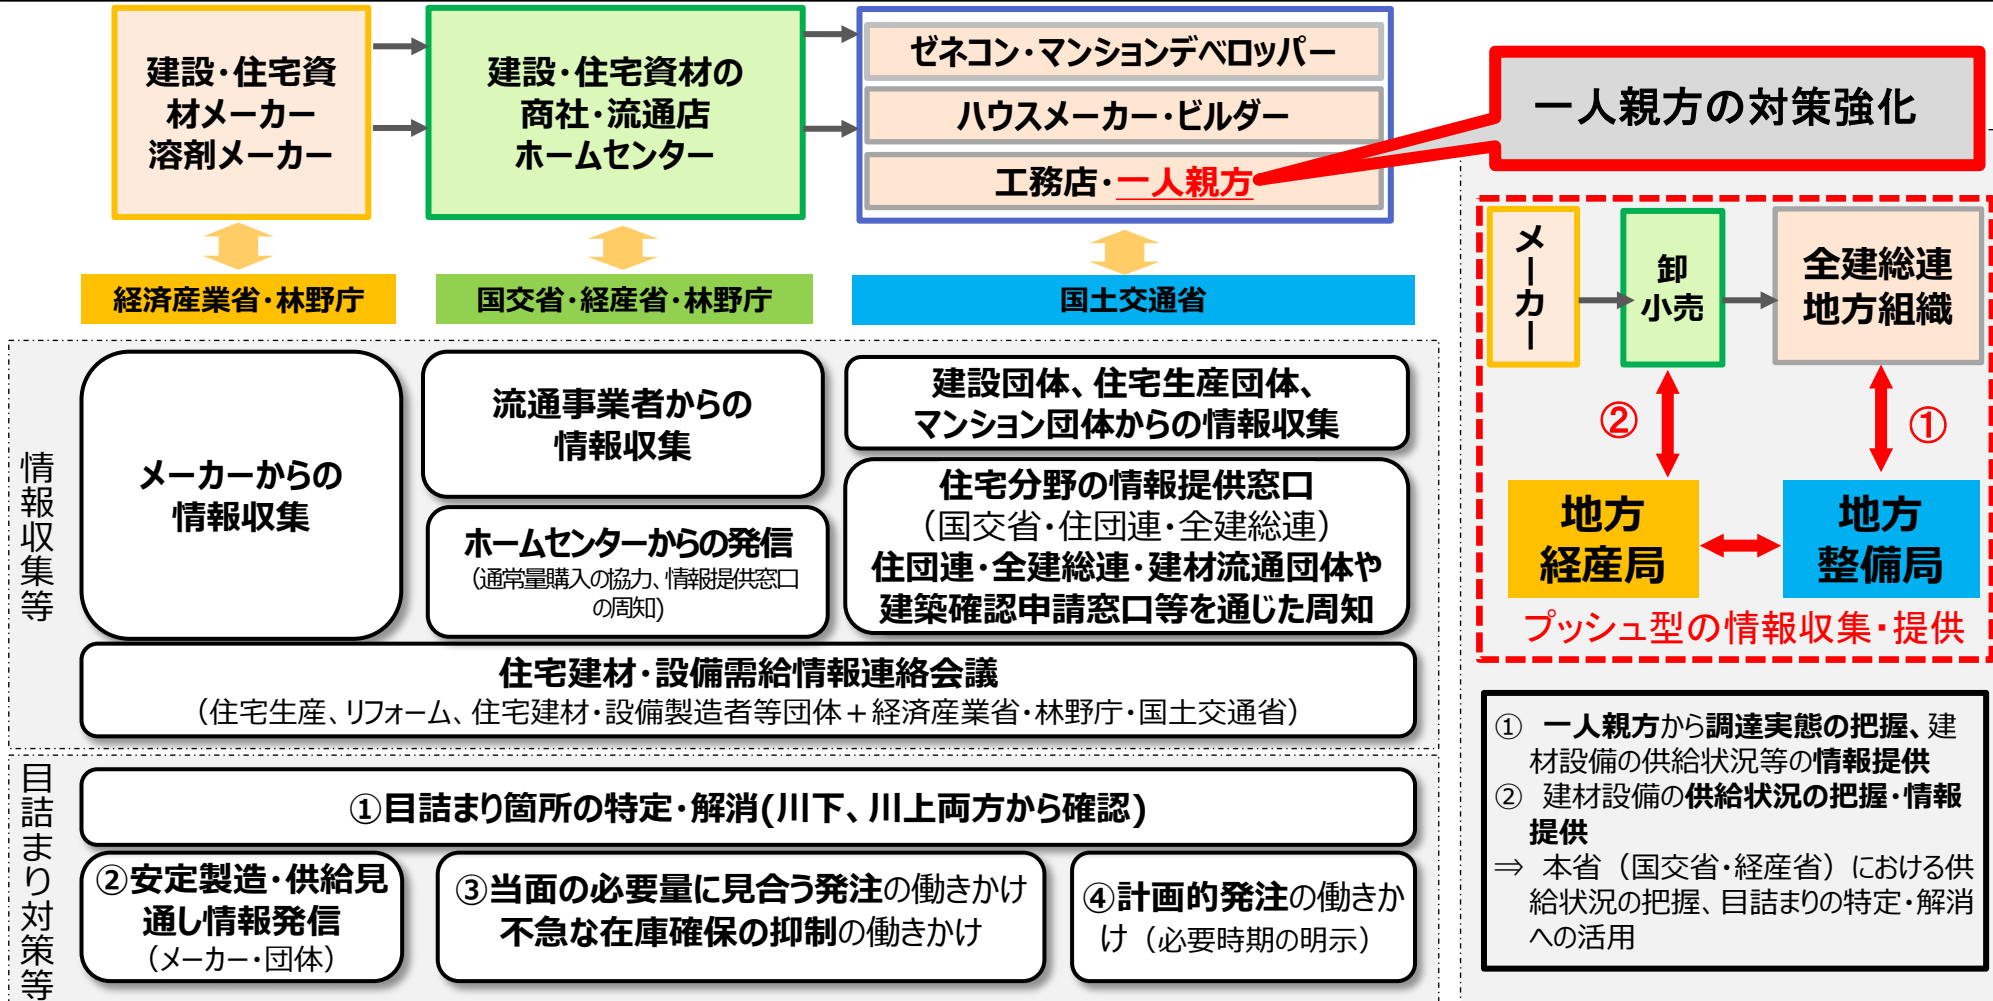 建設・住宅資
材メーカー
溶剤メーカー
建設・住宅資材の
商社・流通店
ホームセンター
ゼネコン・マンションデベロッパー
ハウスメーカー・ビルダー
工務店・一人親方
一人親方の対策強化
経済産業省・林野庁
国交省・経産省・林野庁
国土交通省
情報収集等
メーカーからの
情報収集
流通事業者からの
情報収集
ホームセンターからの発信
（通常量購入の協力、情報提供窓口
の周知)
建設団体、住宅生産団体、
マンション団体からの情報収集
住宅分野の情報提供窓口
（国交省・住団連・全建総連）
住団連・全建総連・建材流通団体や
建築確認申請窓口等を通じた周知
住宅建材・設備需給情報連絡会議
（住宅生産、リフォーム、住宅建材・設備製造者等団体＋経済産業省・林野庁・国土交通省）
目詰まり対策等
①目詰まり箇所の特定・解消(川下、川上両方から確認)
②安定製造・供給見
通し情報発信
（メーカー・団体）
③当面の必要量に見合う発注の働きかけ
不急な在庫確保の抑制の働きかけ
④計画的発注の働きか
け（必要時期の明示）
メーカー
卸
小売
全建総連
地方組織
②
①
地方
経産局
地方
整備局
プッシュ型の情報収集・提供
① 一人親方から調達実態の把握、建
材設備の供給状況等の情報提供
② 建材設備の供給状況の把握・情報
提供
⇒ 本省（国交省・経産省）における供
給状況の把握、目詰まりの特定・解消
への活用